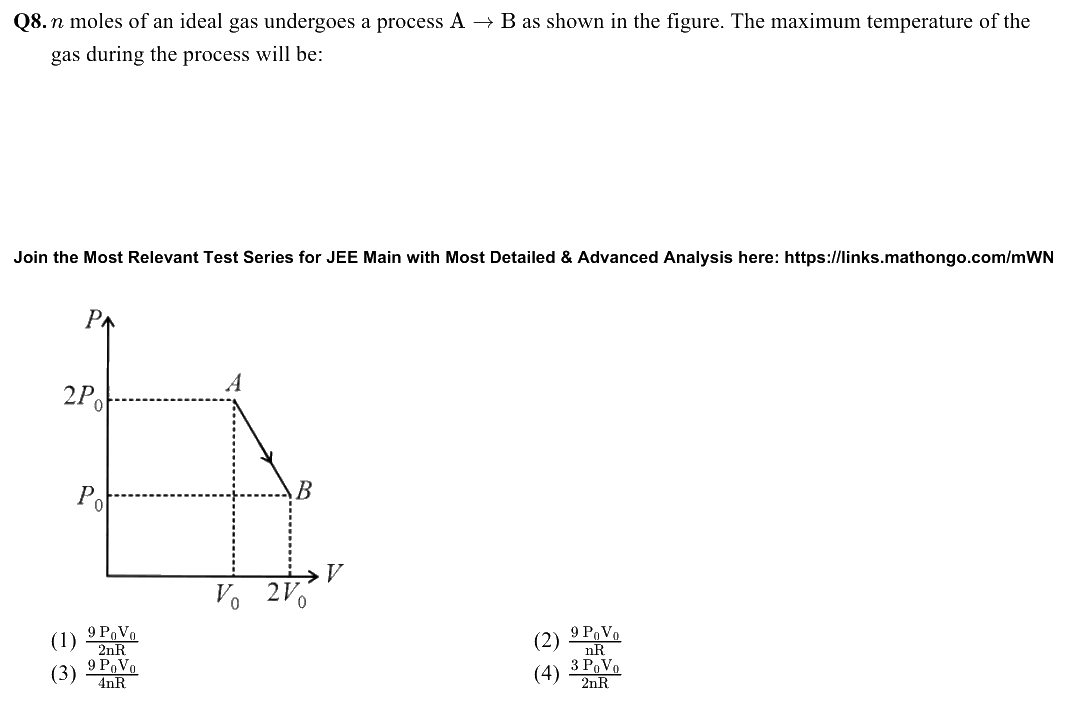 Q8. n moles of an ideal gas undergoes a process A → B as shown in the figure. The maximum temperature of the
gas during the process will be:
Join the Most Relevant Test Series for JEE Main with Most Detailed & Advanced Analysis here: https://links.mathongo.com/mWN
P
A
2P₀
P₀
B
V
V₀ 2V₀
(1) 9 P₀V₀ / 2nR (2) 9 P₀V₀ / nR
(3) 9 P₀V₀ / 4nR (4) 3 P₀V₀ / 2nR